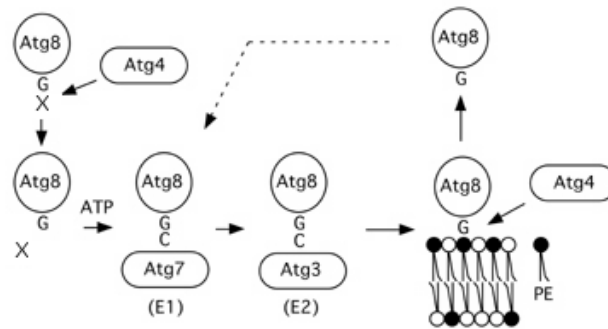 Atg8
G
X
Atg4
Atg8
G
X
ATP
Atg8
G
C
Atg7
(E1)
Atg8
G
C
Atg3
(E2)
Atg8
G
Atg4
PE
Atg8
G